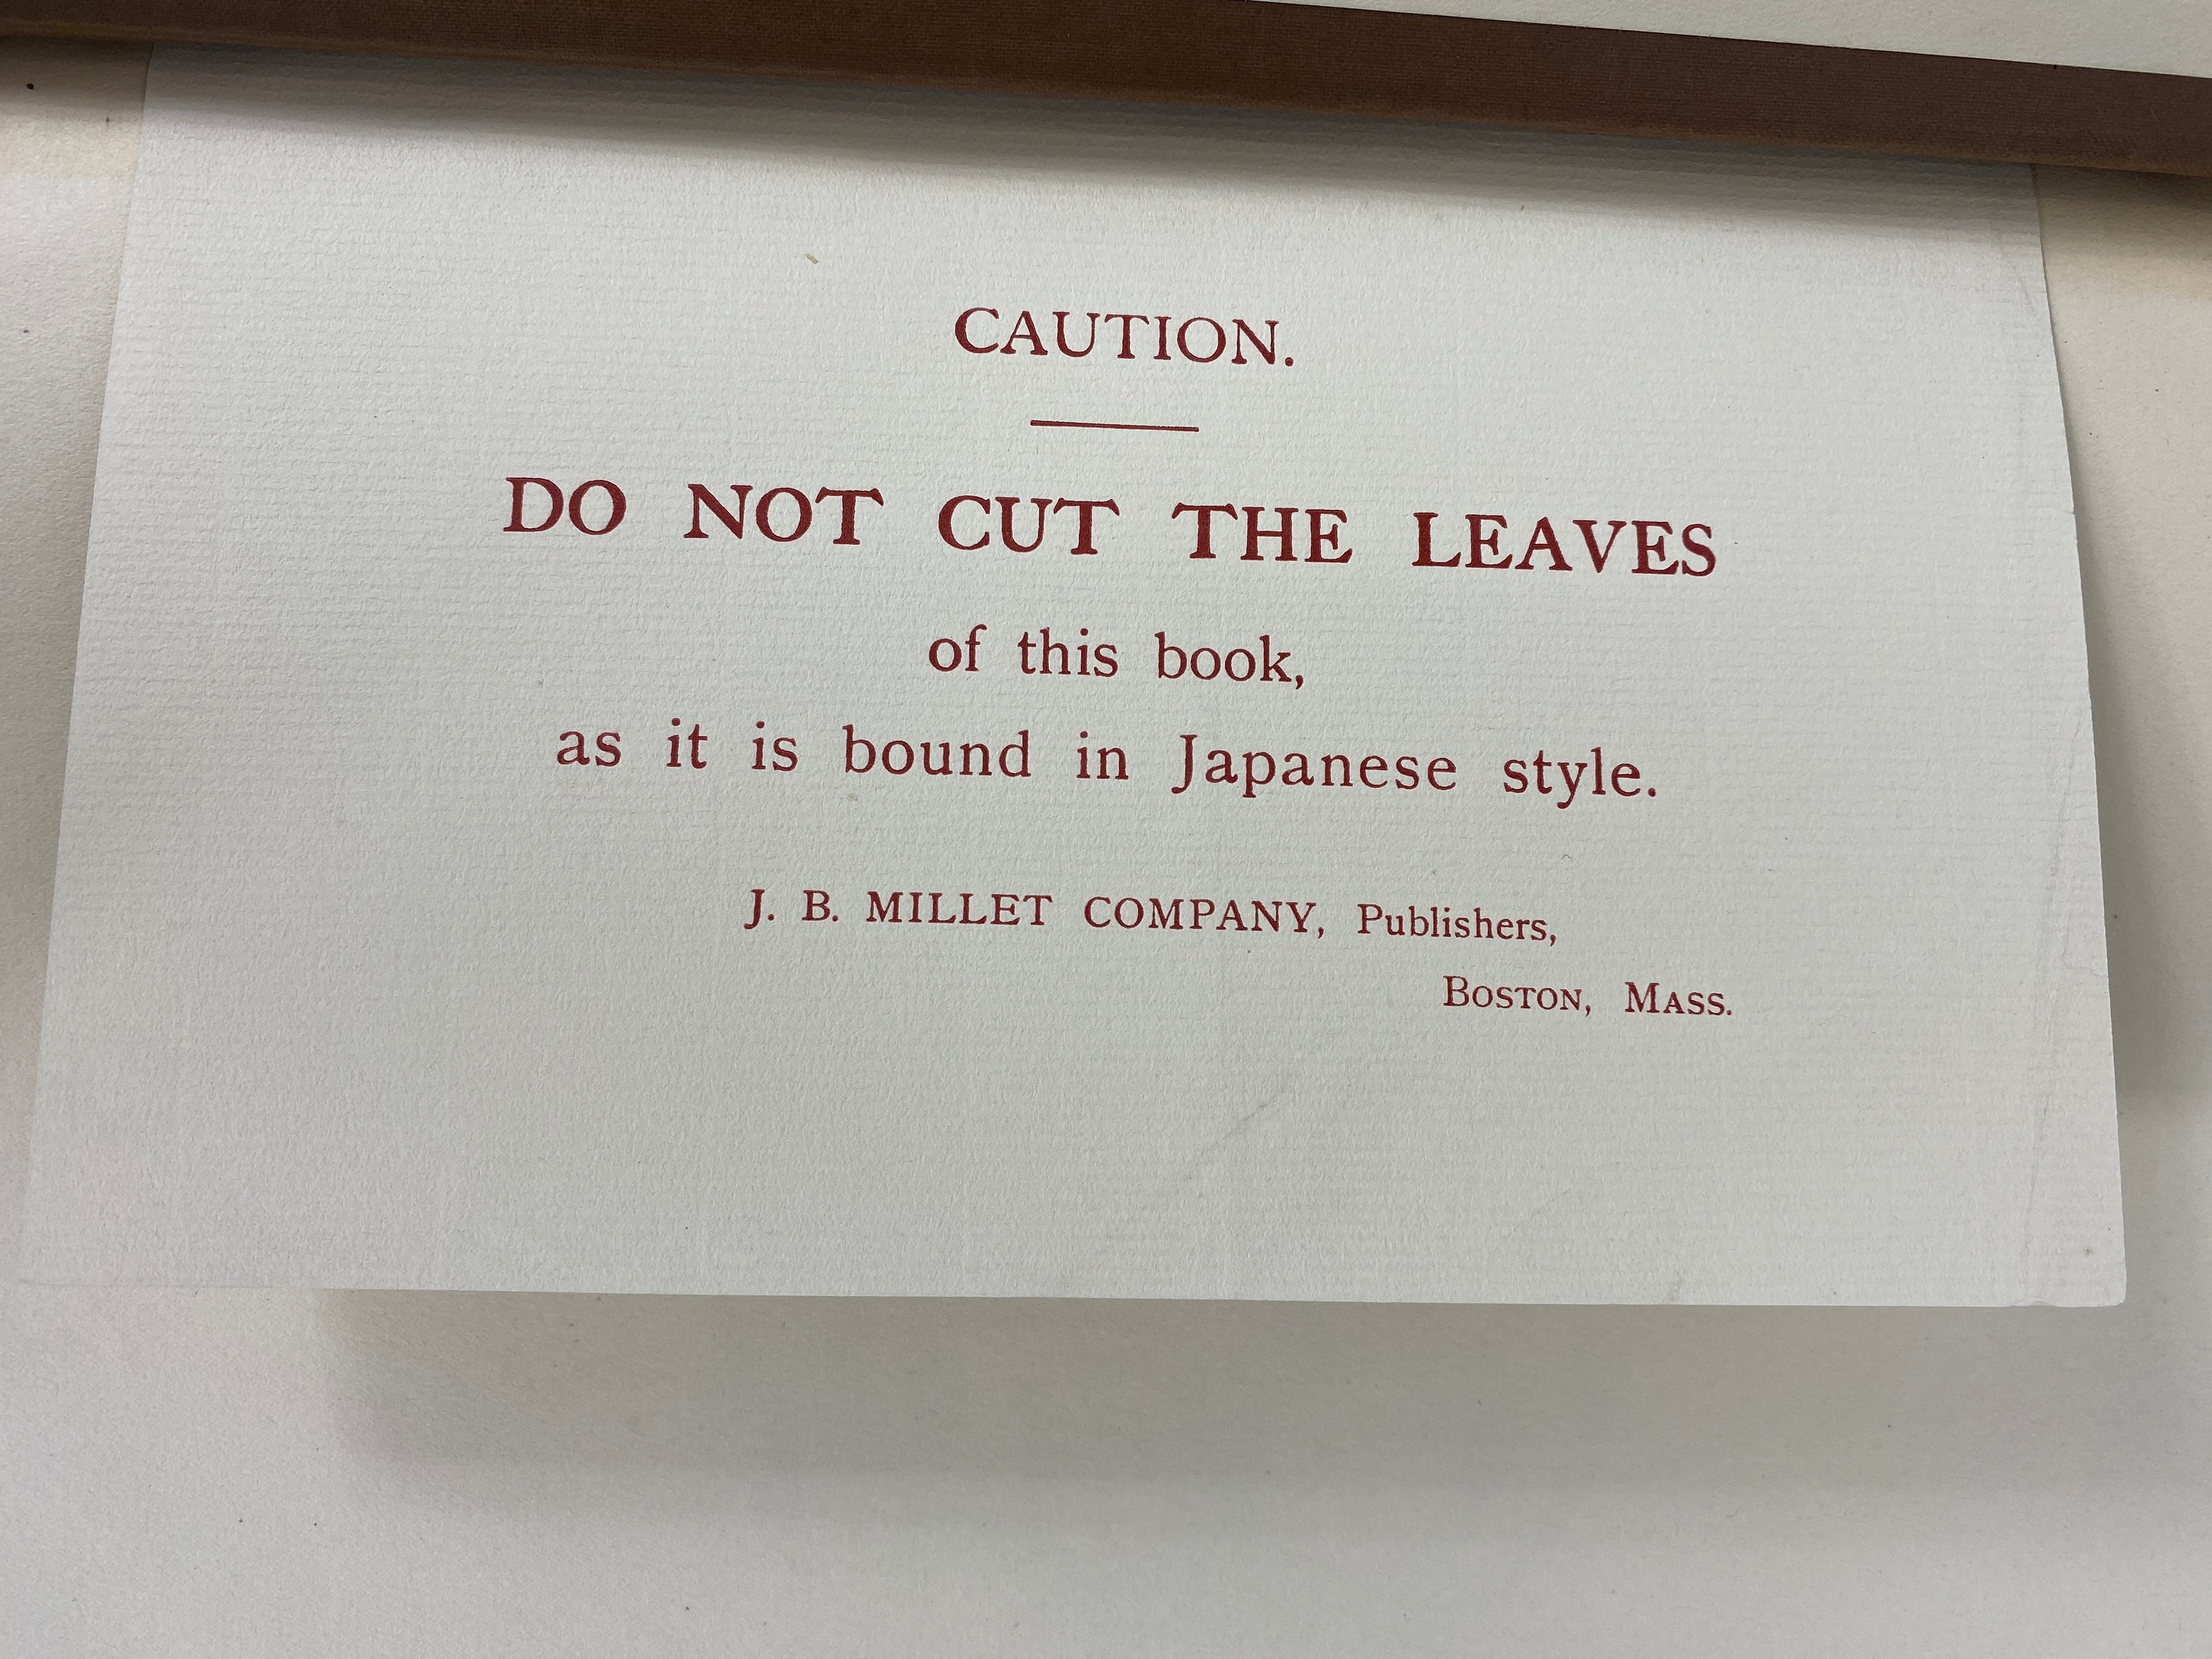 CAUTION.
DO NOT CUT THE LEAVES
of this book,
as it is bound in Japanese style.
J. B. MILLET COMPANY, Publishers,
BOSTON, MASS.